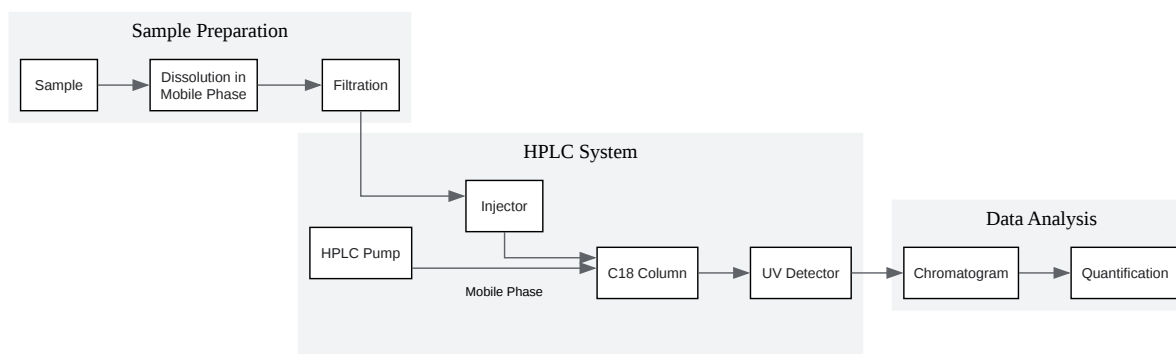 Sample Preparation
Sample
Dissolution in
Mobile Phase
Filtration
HPLC System
Injector
HPLC Pump
Mobile Phase
C18 Column
UV Detector
Data Analysis
Chromatogram
Quantification